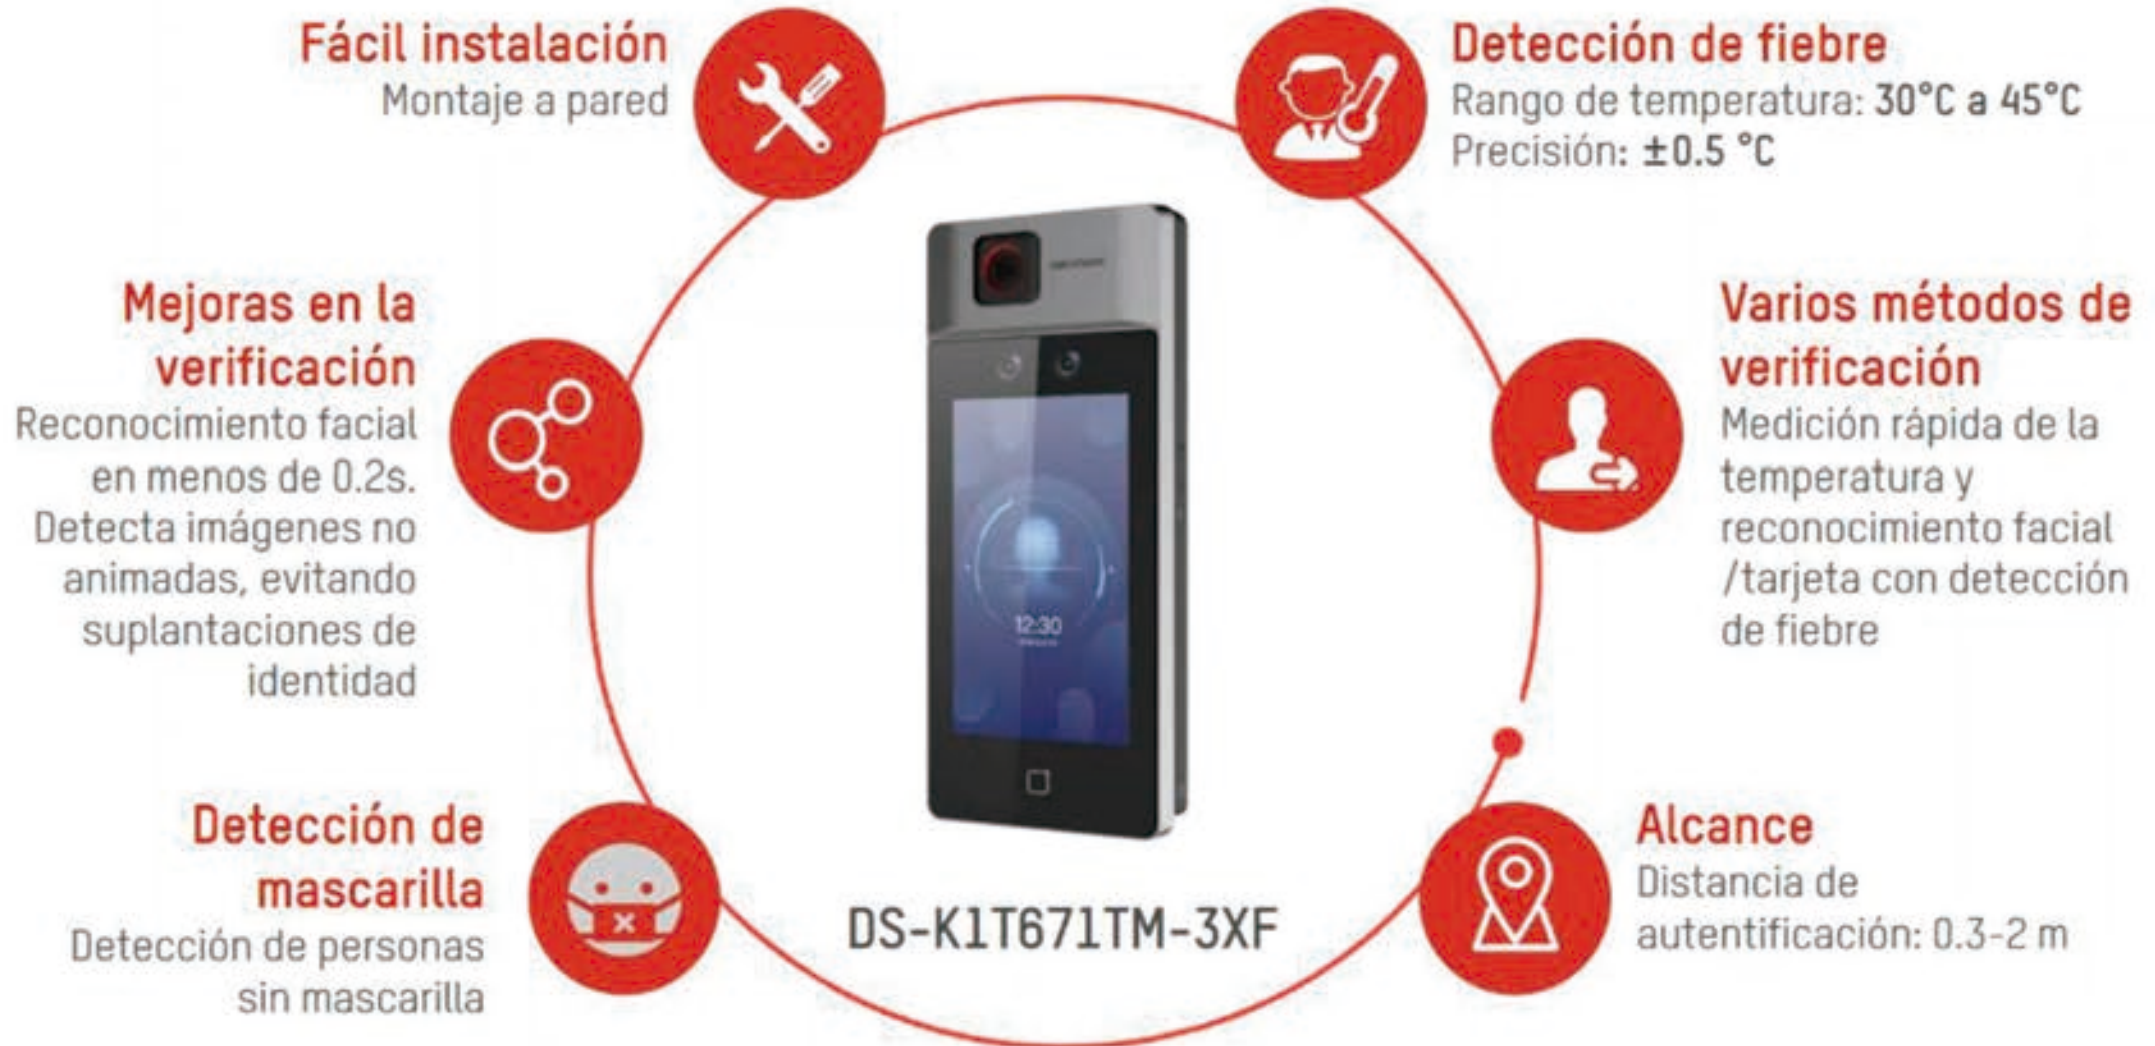 Fácil instalación
Montaje a pared
Detección de fiebre
Rango de temperatura: 30°C a 45°C
Precisión: ±0.5 °C
Mejoras en la
verificación
Reconocimiento facial
en menos de 0.2s.
Detecta imágenes no
animadas, evitando
suplantaciones de
identidad
Varios métodos de
verificación
Medición rápida de la
temperatura y
reconocimiento facial
/tarjeta con detección
de fiebre
12:30
Detección de
mascarilla
Detección de personas
sin mascarilla
DS-K1T671TM-3XF
Alcance
Distancia de
autentificación: 0.3-2 m